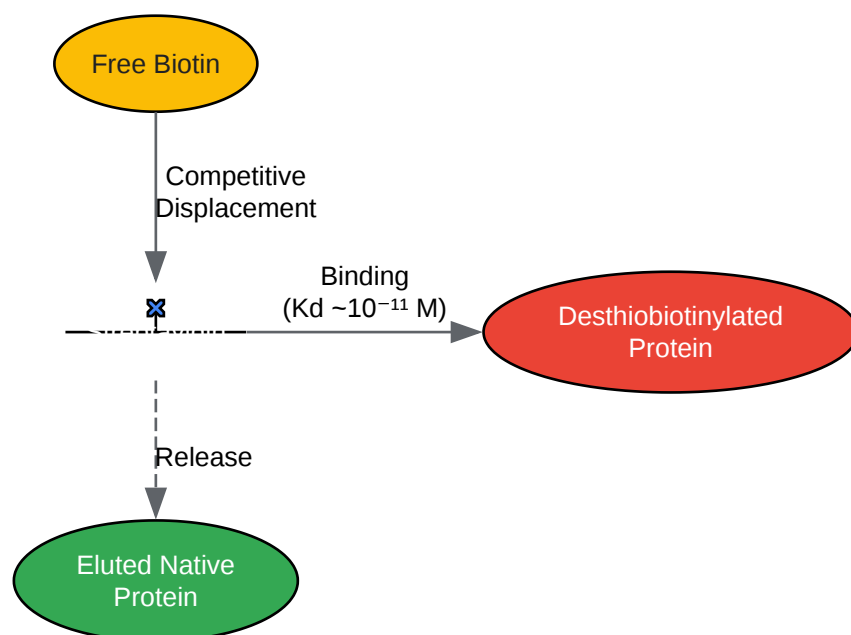 Free Biotin
Competitive
Displacement
Binding
(Kd ~10⁻¹¹ M)
Desthiobiotinylated
Protein
Release
Eluted Native
Protein